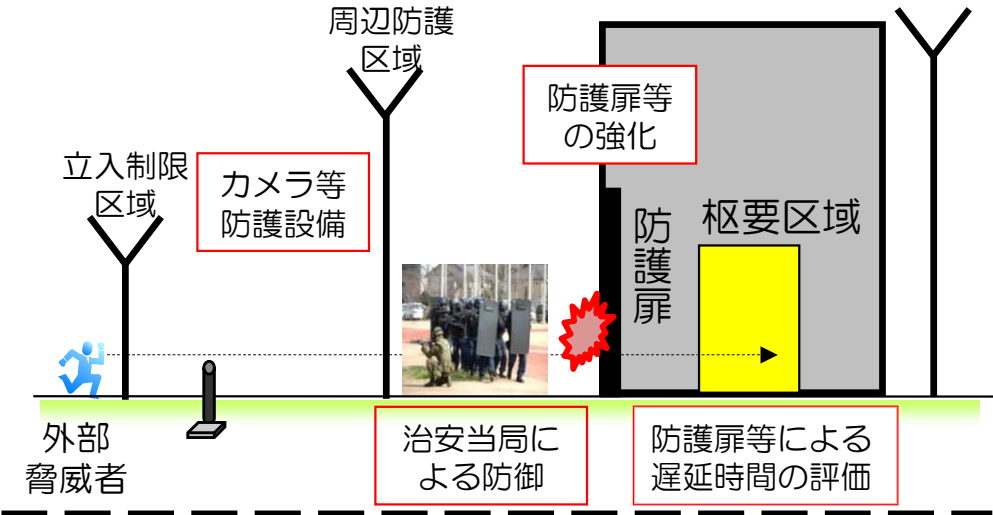 周辺防護
区域
防護扉等
の強化
立入制限
区域
カメラ等
防護設備
防護扉
枢要区域
外部
脅威者
治安当局に
よる防御
防護扉等による
遅延時間の評価